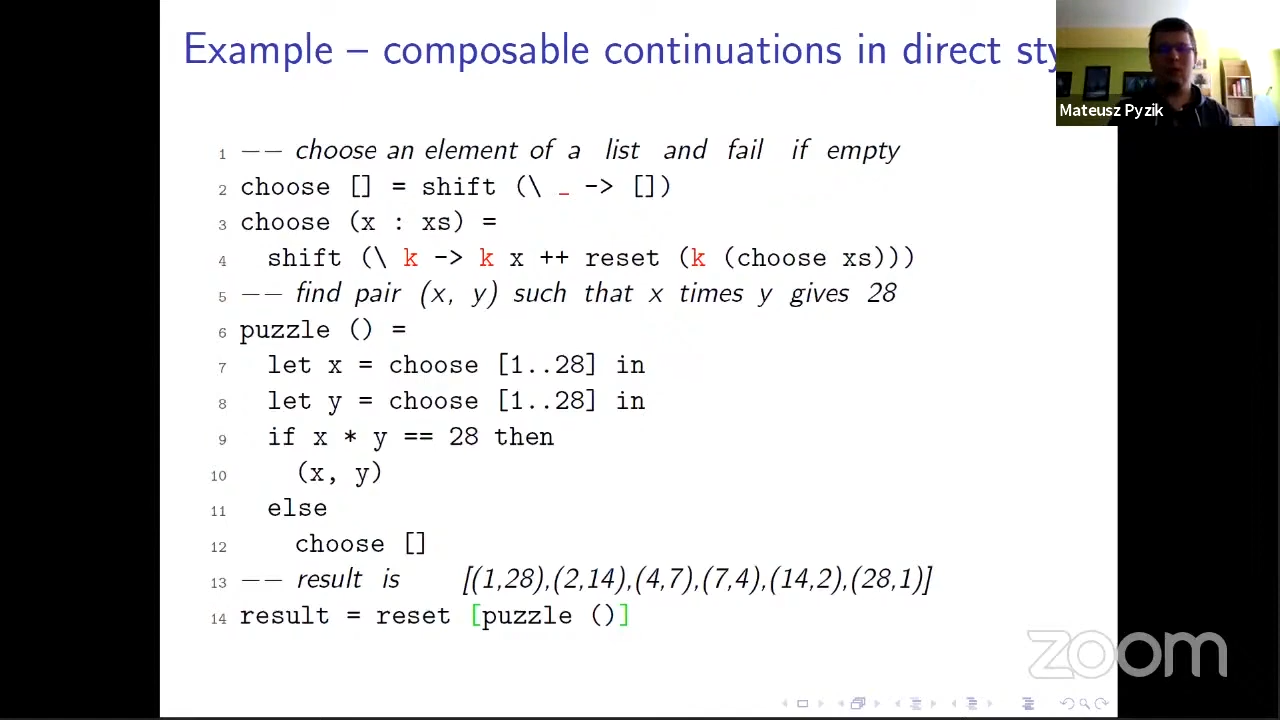 Example – composable continuations in direct sty
Mateusz Pyzik
1 -- choose an element of a list and fail if empty
2 choose [] = shift (\ _ -> [])
3 choose (x : xs) =
4 shift (\ k -> k x ++ reset (k (choose xs)))
5 -- find pair (x, y) such that x times y gives 28
6 puzzle () =
7 let x = choose [1..28] in
8 let y = choose [1..28] in
9 if x * y == 28 then
10 (x, y)
11 else
12 choose []
13 -- result is [(1,28),(2,14),(4,7),(7,4),(14,2),(28,1)]
14 result = reset [puzzle ()]
zoom